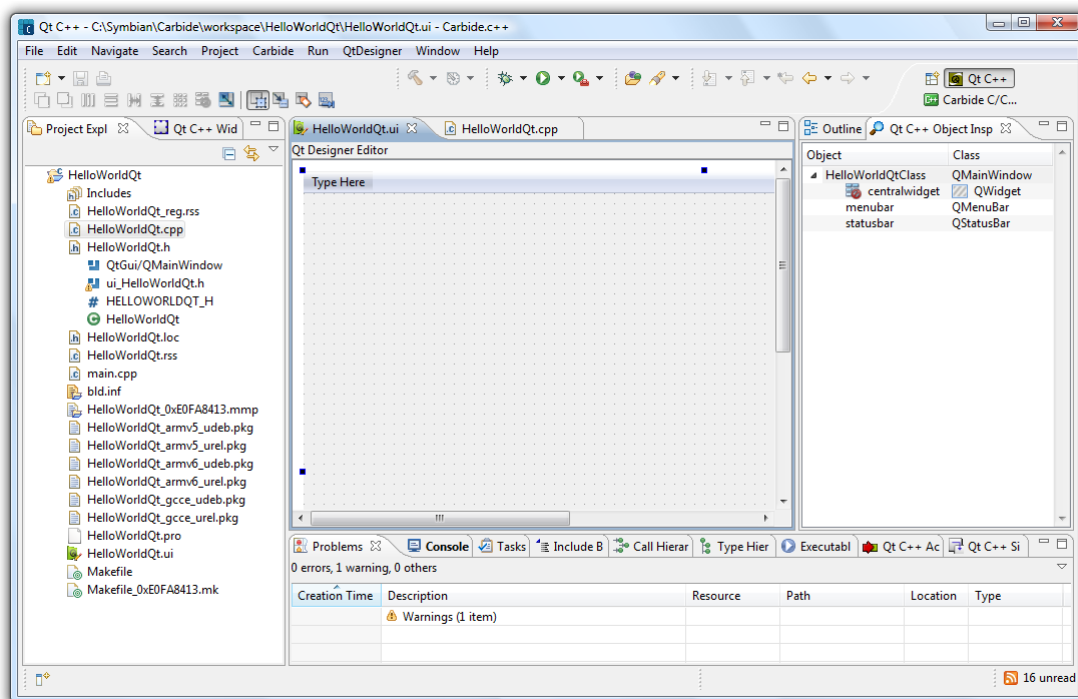 Qt C++ - C:\Symbian\Carbide\workspace\HelloWorldQt\HelloWorldQt.ui - Carbide.c++
File Edit Navigate Search Project Carbide Run QtDesigner Window Help
Qt C++
Carbide C/C...
Project Expl
Qt C++ Wid
HelloWorldQt
Includes
HelloWorldQt_reg.rss
HelloWorldQt.cpp
HelloWorldQt.h
QtGui/QMainWindow
ui_HelloWorldQt.h
HELLOWORLDQT_H
HelloWorldQt
HelloWorldQt.loc
HelloWorldQt.rss
main.cpp
bld.inf
HelloWorldQt_0xE0FA8413.mmp
HelloWorldQt_armv5_udeb.pkg
HelloWorldQt_armv5_urel.pkg
HelloWorldQt_armv6_udeb.pkg
HelloWorldQt_armv6_urel.pkg
HelloWorldQt_gcce_udeb.pkg
HelloWorldQt_gcce_urel.pkg
HelloWorldQt.pro
HelloWorldQt.ui
Makefile
Makefile_0xE0FA8413.mk
HelloWorldQt.ui HelloWorldQt.cpp
Qt Designer Editor
Type Here
Outline Qt C++ Object Insp
Object Class
HelloWorldQtClass QMainWindow
centralwidget QWidget
menubar QMenuBar
statusbar QStatusBar
Problems Console Tasks Include B Call Hierar Type Hier Executabl Qt C++ Ac Qt C++ Si
0 errors, 1 warning, 0 others
Creation Time Description Resource Path Location Type
Warnings (1 item)
16 unread